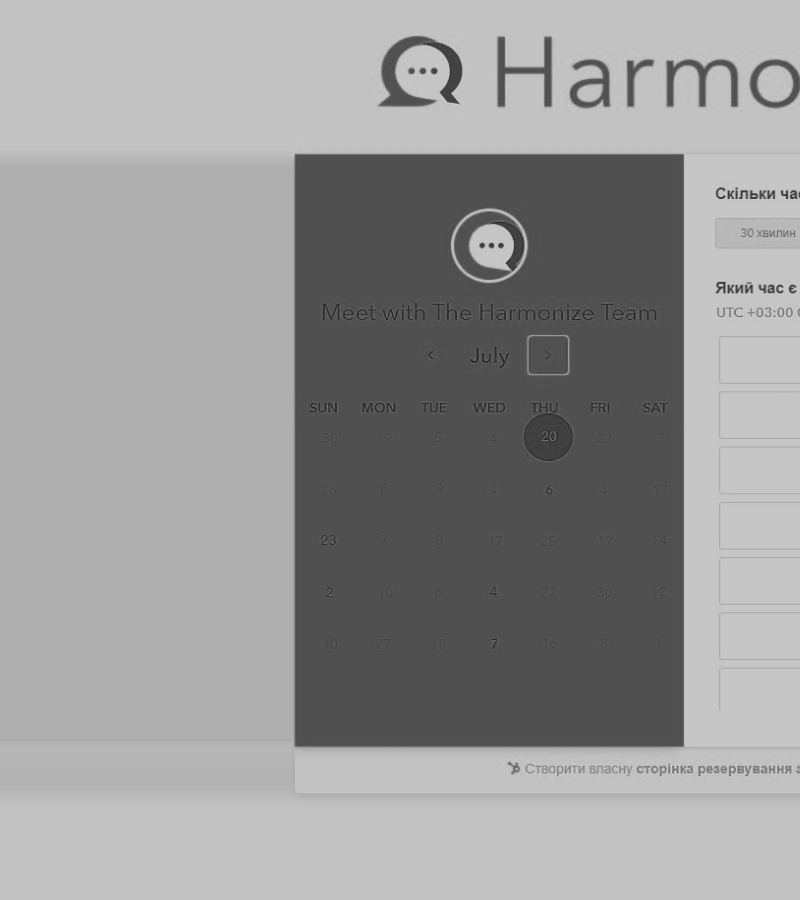 Harmo
Meet with The Harmonize Team
July
SUN MON TUE WED THU FRI SAT
30 19 5 4 20 22 3
26 8 9 4 6 4 17
23 7 8 17 25 17 14
2 10 6 4 27 30 12
10 27 18 7 16 8 1
Скільки час
30 хвилин
Який час є
UTC +03:00
Створити власну сторінка резервування з